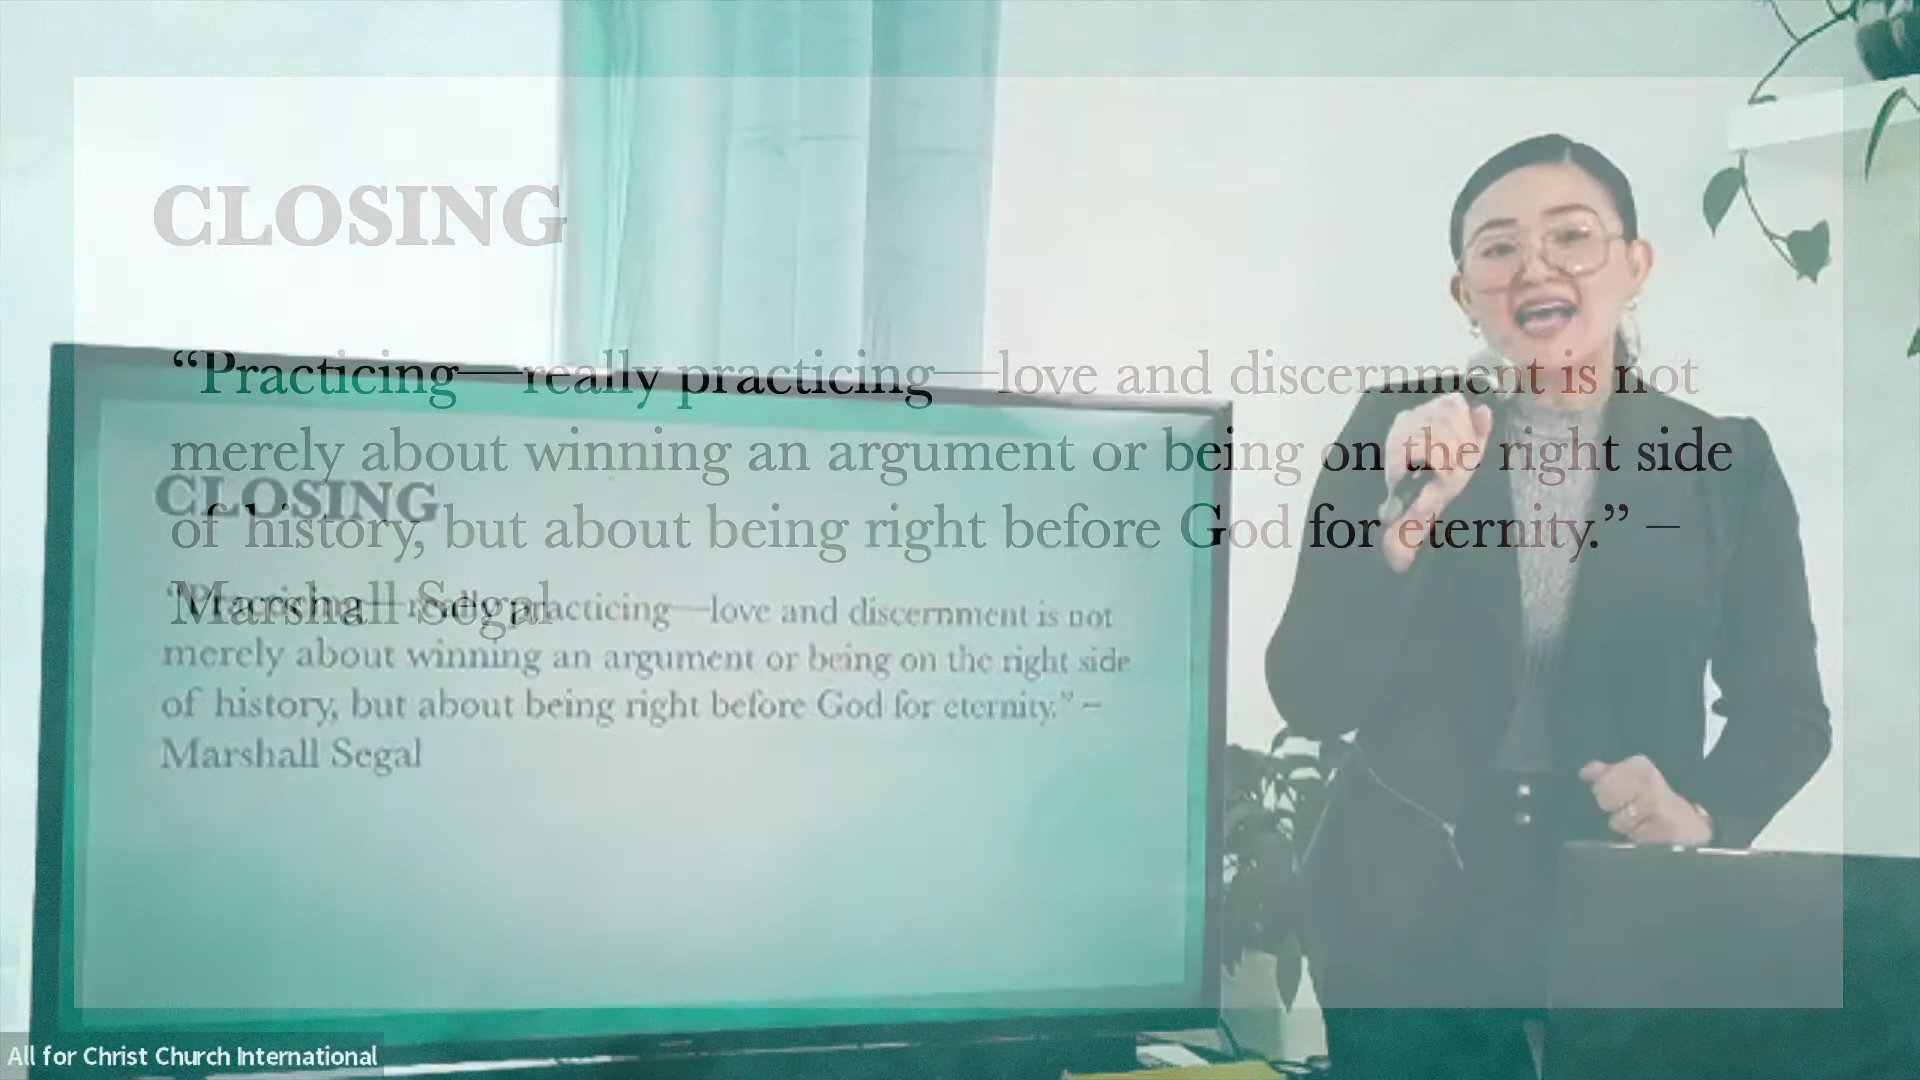 CLOSING
“Practicing—really practicing—love and discernment is not
merely about winning an argument or being on the right side
of history, but about being right before God for eternity.” –
Marshall Segal
CLOSING
“Practicing—really practicing—love and discernment is not
merely about winning an argument or being on the right side
of history, but about being right before God for eternity.” –
Marshall Segal
All for Christ Church International